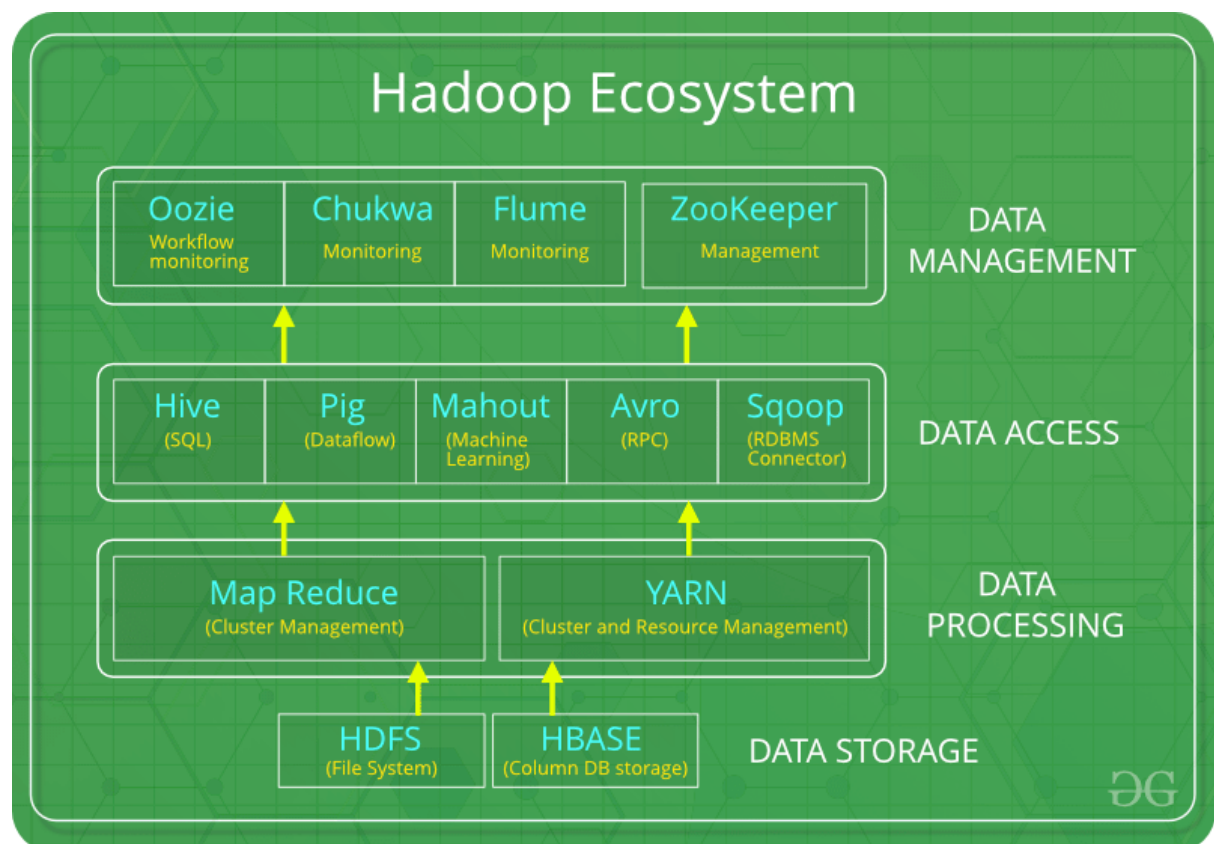 Hadoop Ecosystem
Oozie
Workflow
monitoring
Chukwa
Monitoring
Flume
Monitoring
ZooKeeper
Management
DATA
MANAGEMENT
Hive
(SQL)
Pig
(Dataflow)
Mahout
(Machine
Learning)
Avro
(RPC)
Sqoop
(RDBMS
Connector)
DATA ACCESS
Map Reduce
(Cluster Management)
YARN
(Cluster and Resource Management)
DATA
PROCESSING
HDFS
(File System)
HBASE
(Column DB storage)
DATA STORAGE